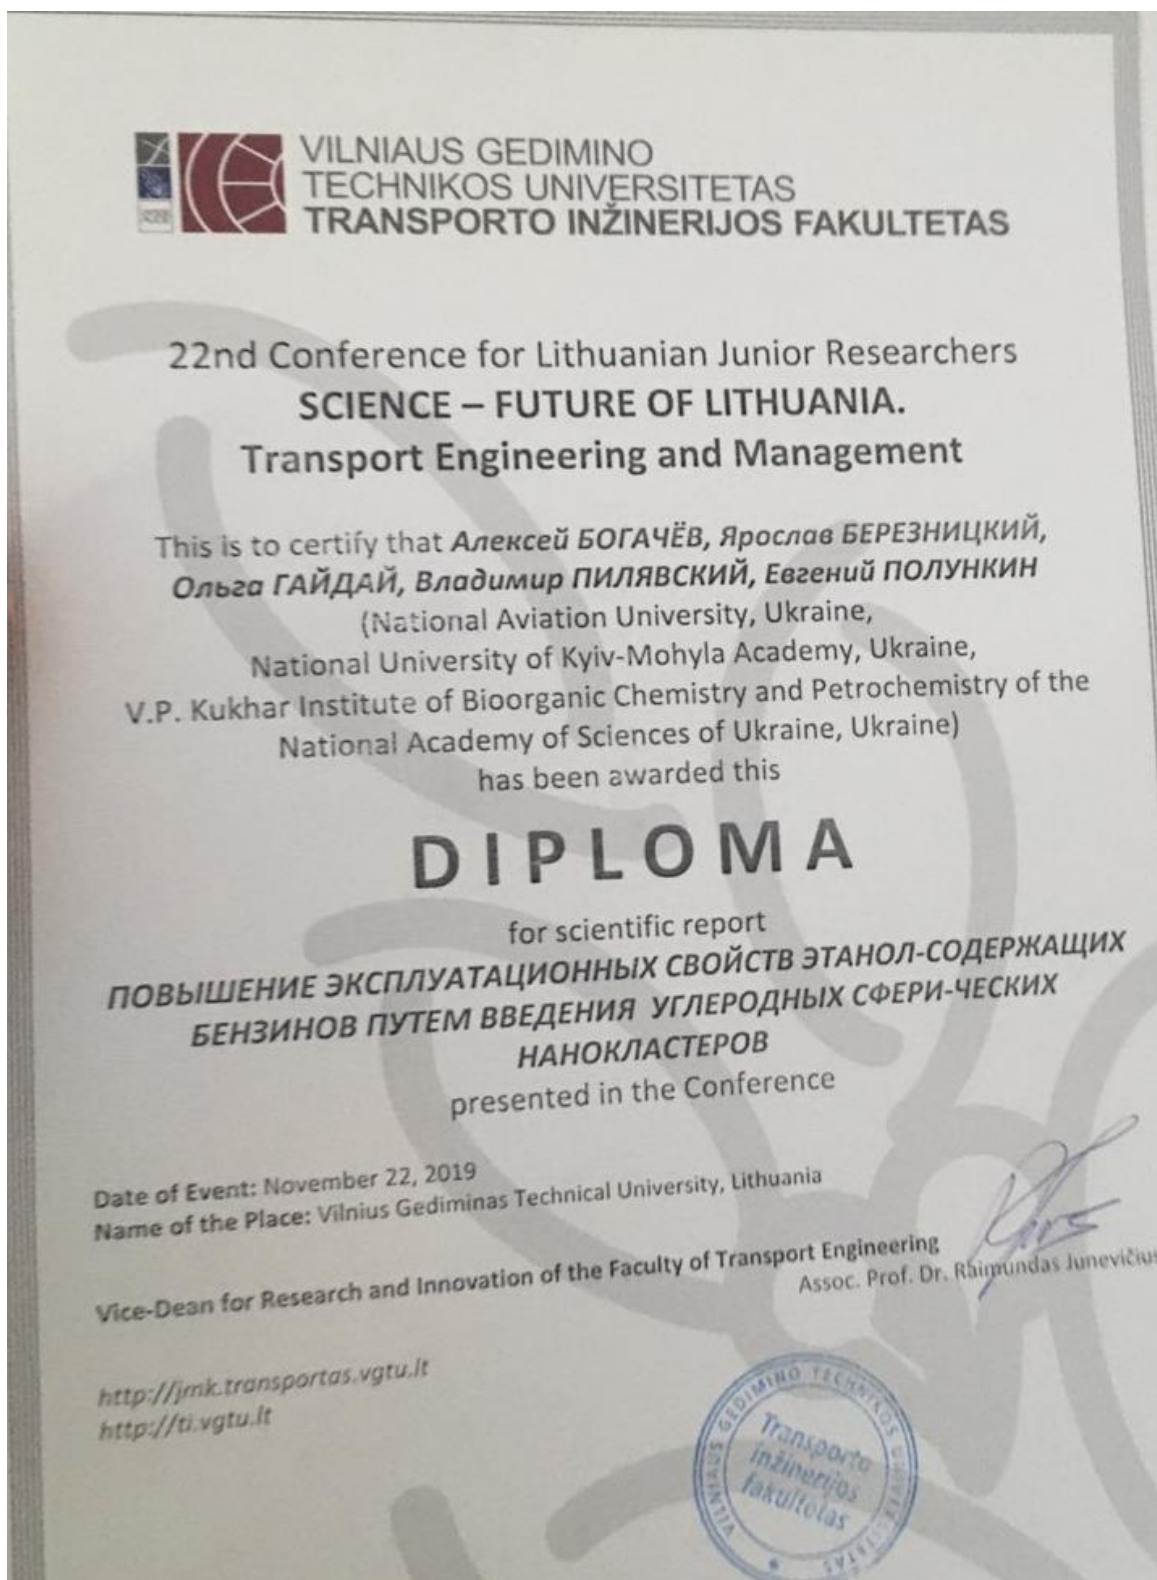 VILNIAUS GEDIMINO
TECHNIKOS UNIVERSITETAS
TRANSPORTO INŽINERIJOS FAKULTETAS
22nd Conference for Lithuanian Junior Researchers
SCIENCE – FUTURE OF LITHUANIA.
Transport Engineering and Management
This is to certify that Алексей БОГАЧЁВ, Ярослав БЕРЕЗНИЦКИЙ,
Ольга ГАЙДАЙ, Владимир ПИЛЯВСКИЙ, Евгений ПОЛУНКИН
(National Aviation University, Ukraine,
National University of Kyiv-Mohyla Academy, Ukraine,
V.P. Kukhar Institute of Bioorganic Chemistry and Petrochemistry of the
National Academy of Sciences of Ukraine, Ukraine)
has been awarded this
DIPLOMA
for scientific report
ПОВЫШЕНИЕ ЭКСПЛУАТАЦИОННЫХ СВОЙСТВ ЭТАНОЛ-СОДЕРЖАЩИХ
БЕНЗИНОВ ПУТЕМ ВВЕДЕНИЯ УГЛЕРОДНЫХ СФЕРИ-ЧЕСКИХ
НАНОКЛАСТЕРОВ
presented in the Conference
Date of Event: November 22, 2019
Name of the Place: Vilnius Gediminas Technical University, Lithuania
Vice-Dean for Research and Innovation of the Faculty of Transport Engineering
Assoc. Prof. Dr. Raimundas Junevičius
http://jmk.transportas.vgtu.lt
http://ti.vgtu.lt
VILNIAUS GEDIMINO TECHNIKOS UNIVERSITETAS
Transporto
inžinerijos
fakultetas